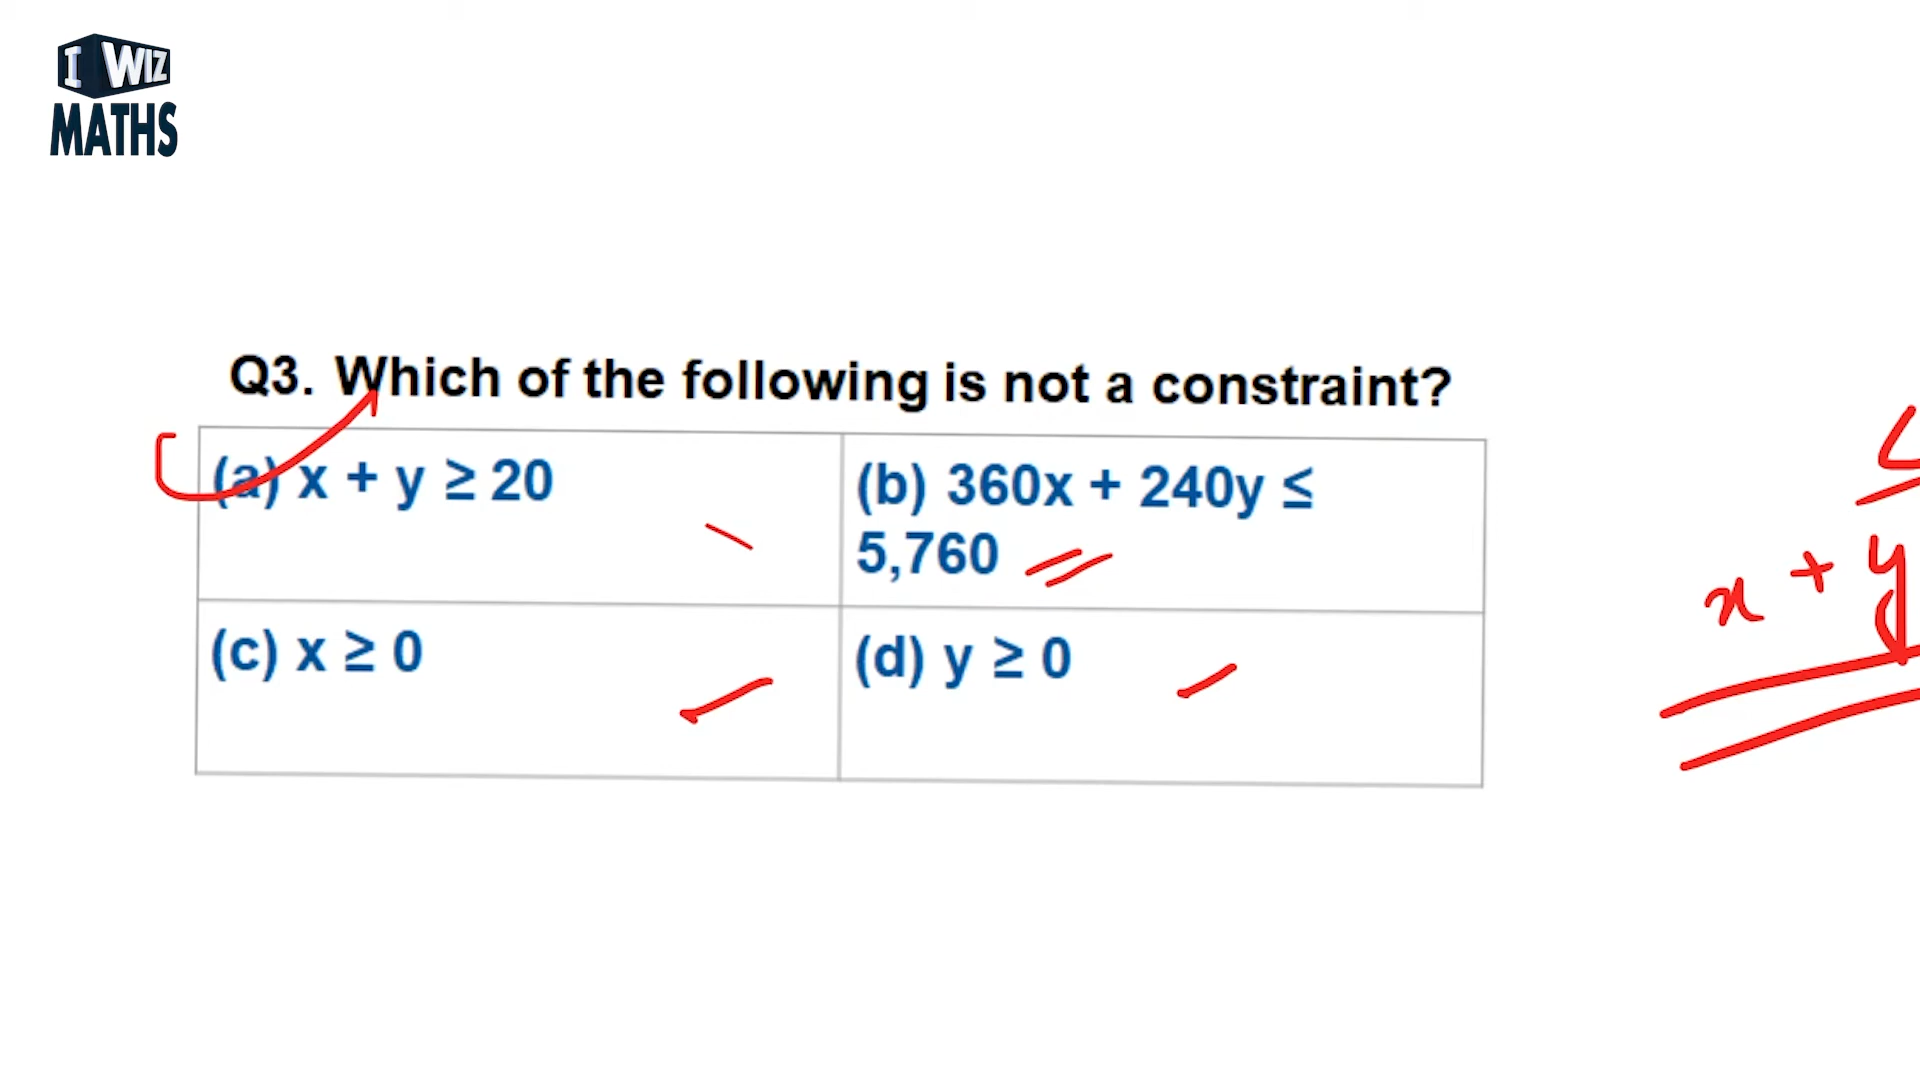 I WIZ
MATHS
Q3. Which of the following is not a constraint?
(a) x + y ≥ 20
(b) 360x + 240y ≤
5,760
(c) x ≥ 0
(d) y ≥ 0
x + y